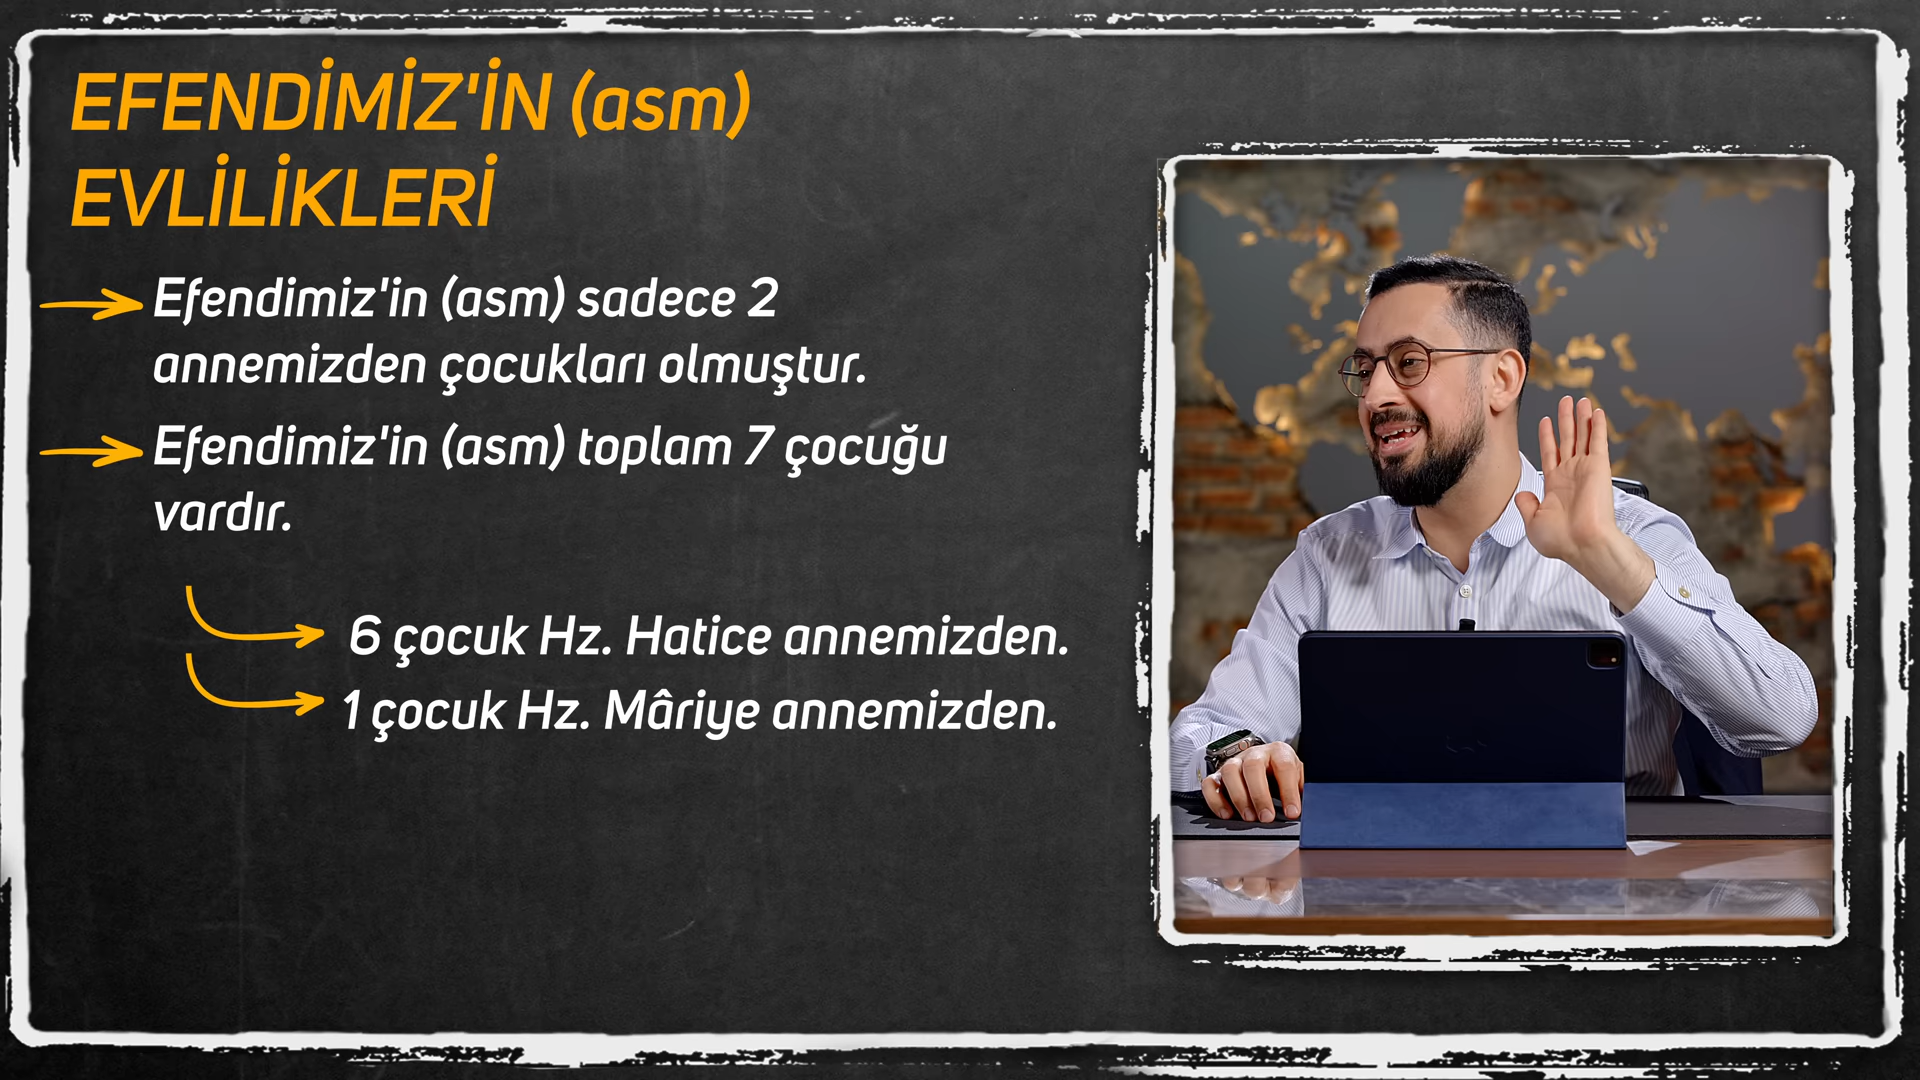 EFENDİMİZ'İN (asm)
EVLİLİKLERİ
Efendimiz'in (asm) sadece 2
annemizden çocukları olmuştur.
Efendimiz'in (asm) toplam 7 çocuğu
vardır.
6 çocuk Hz. Hatice annemizden.
1 çocuk Hz. Mâriye annemizden.